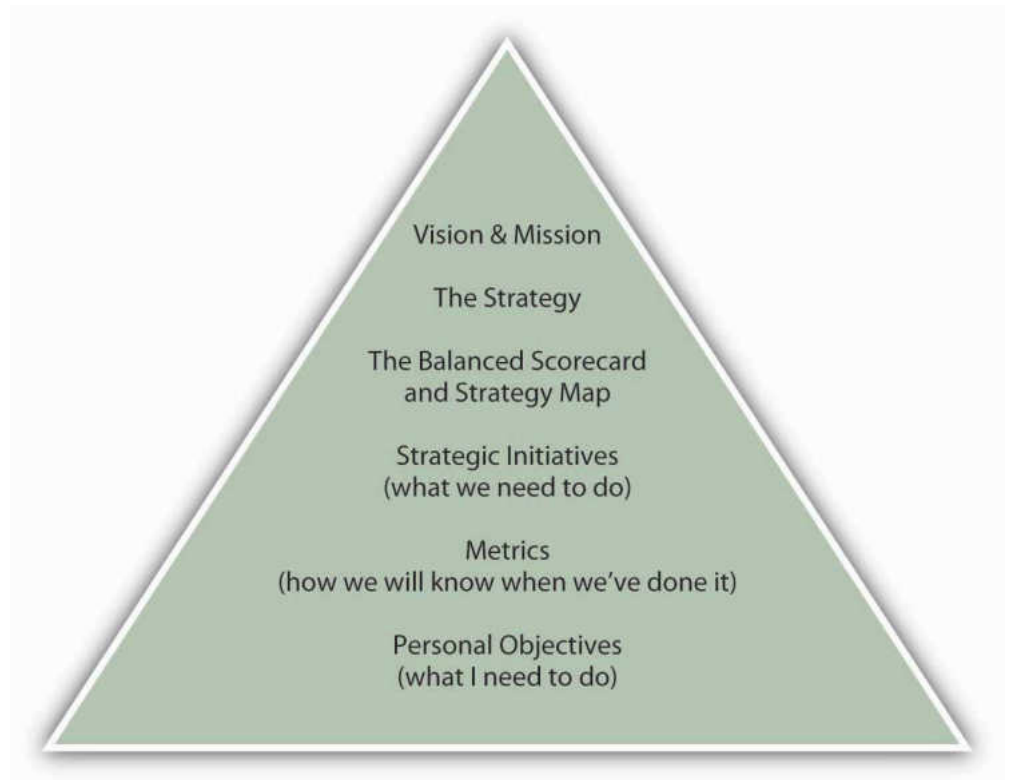 Vision & Mission
The Strategy
The Balanced Scorecard
and Strategy Map
Strategic Initiatives
(what we need to do)
Metrics
(how we will know when we’ve done it)
Personal Objectives
(what I need to do)